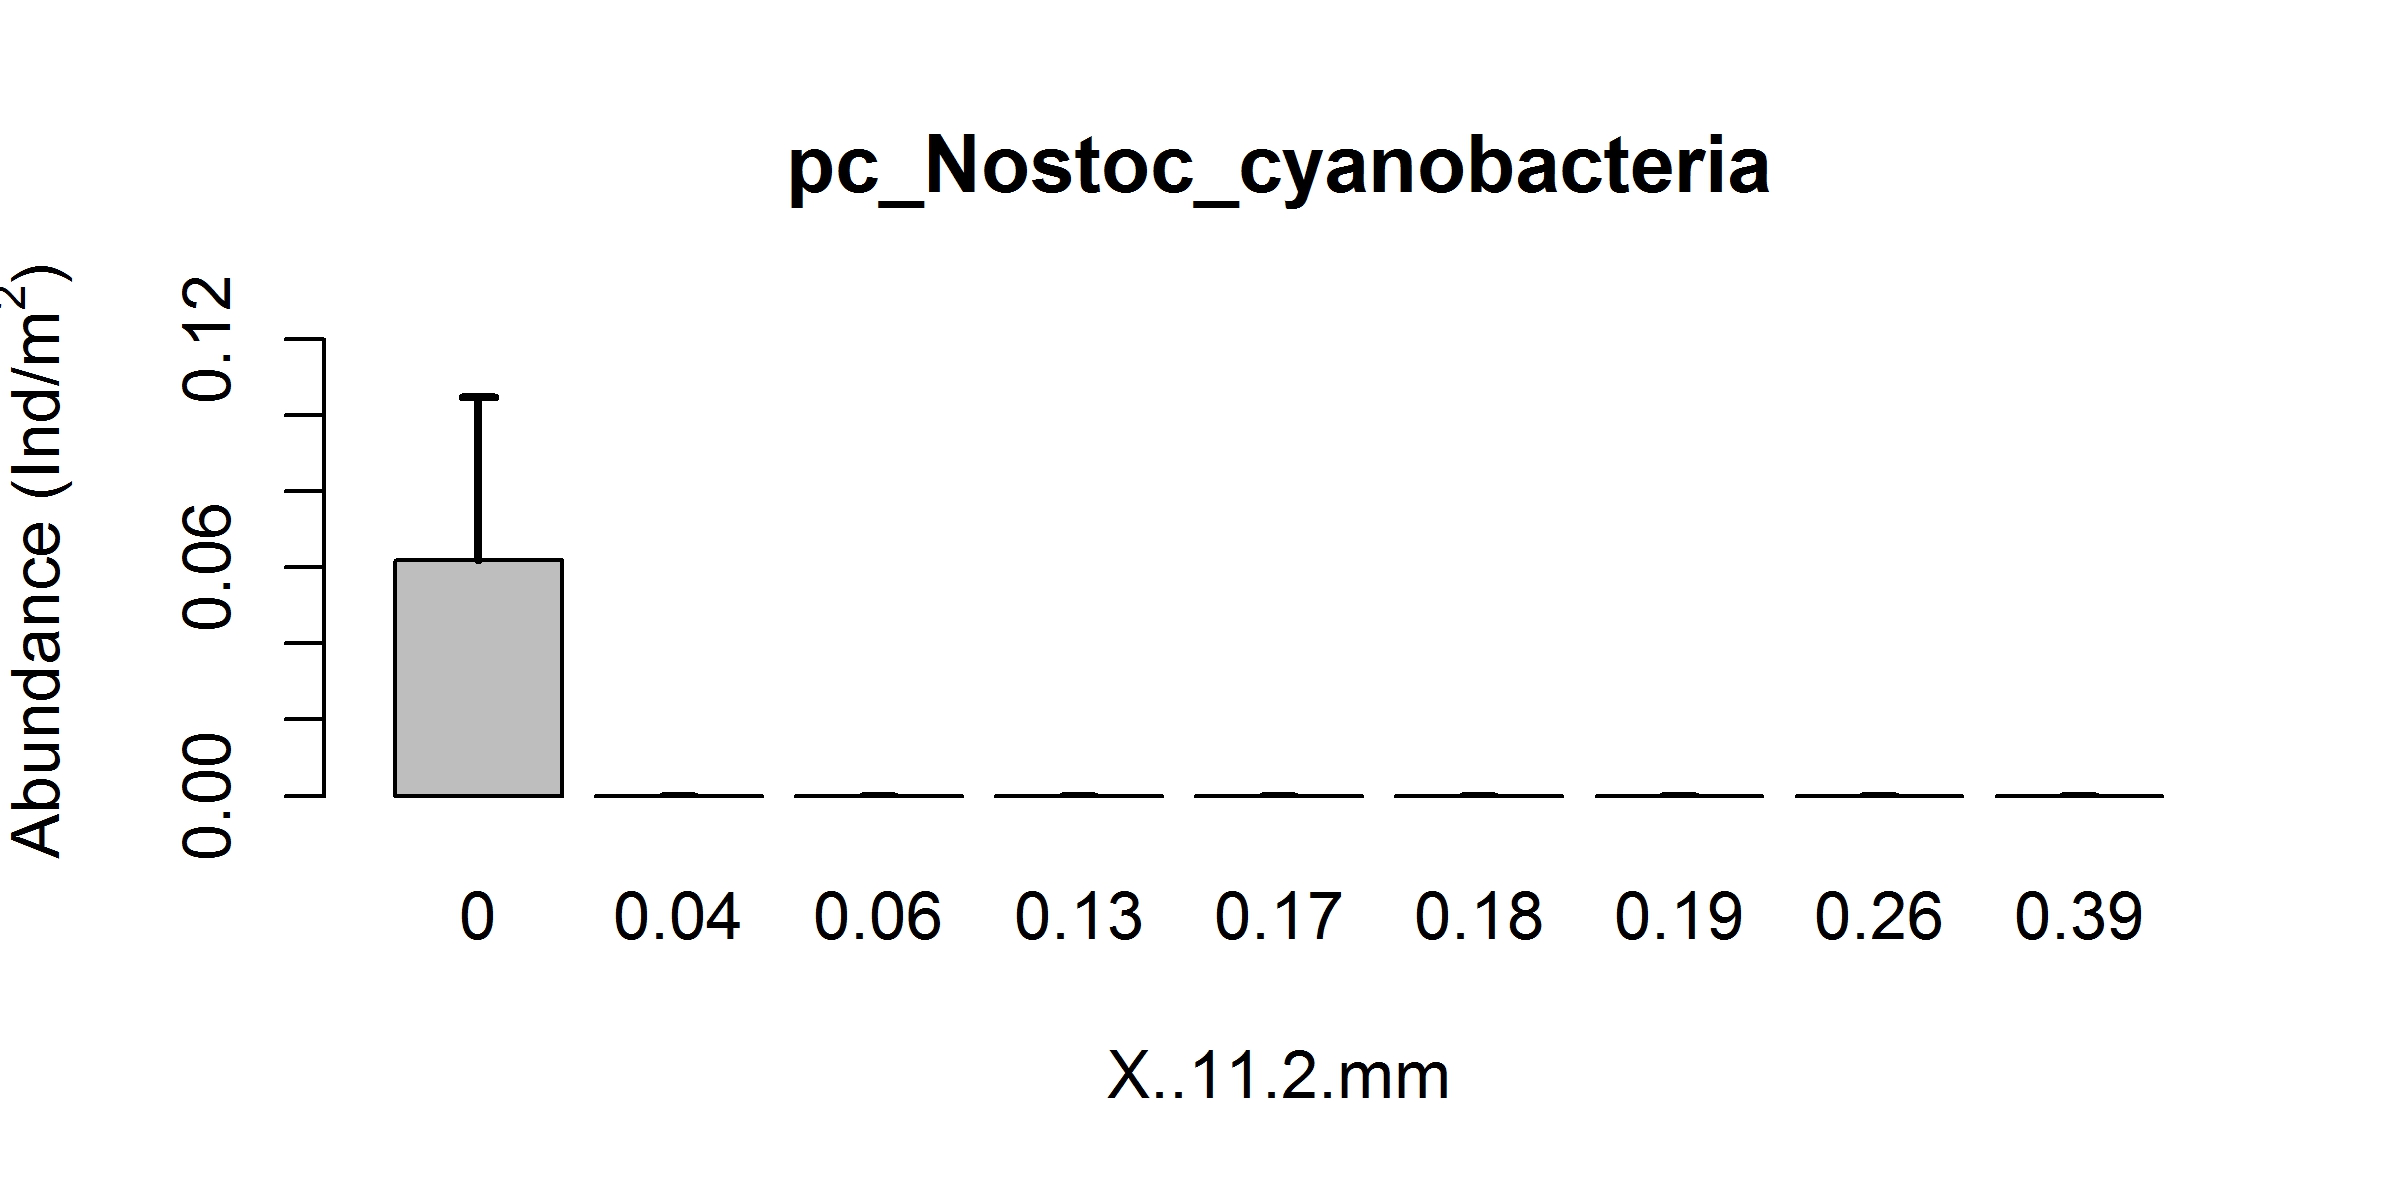 pc_Nostoc_cyanobacteria
Abundance (Ind/m²)
0.12
0.06
0.00
0 0.04 0.06 0.13 0.17 0.18 0.19 0.26 0.39
X..11.2.mm